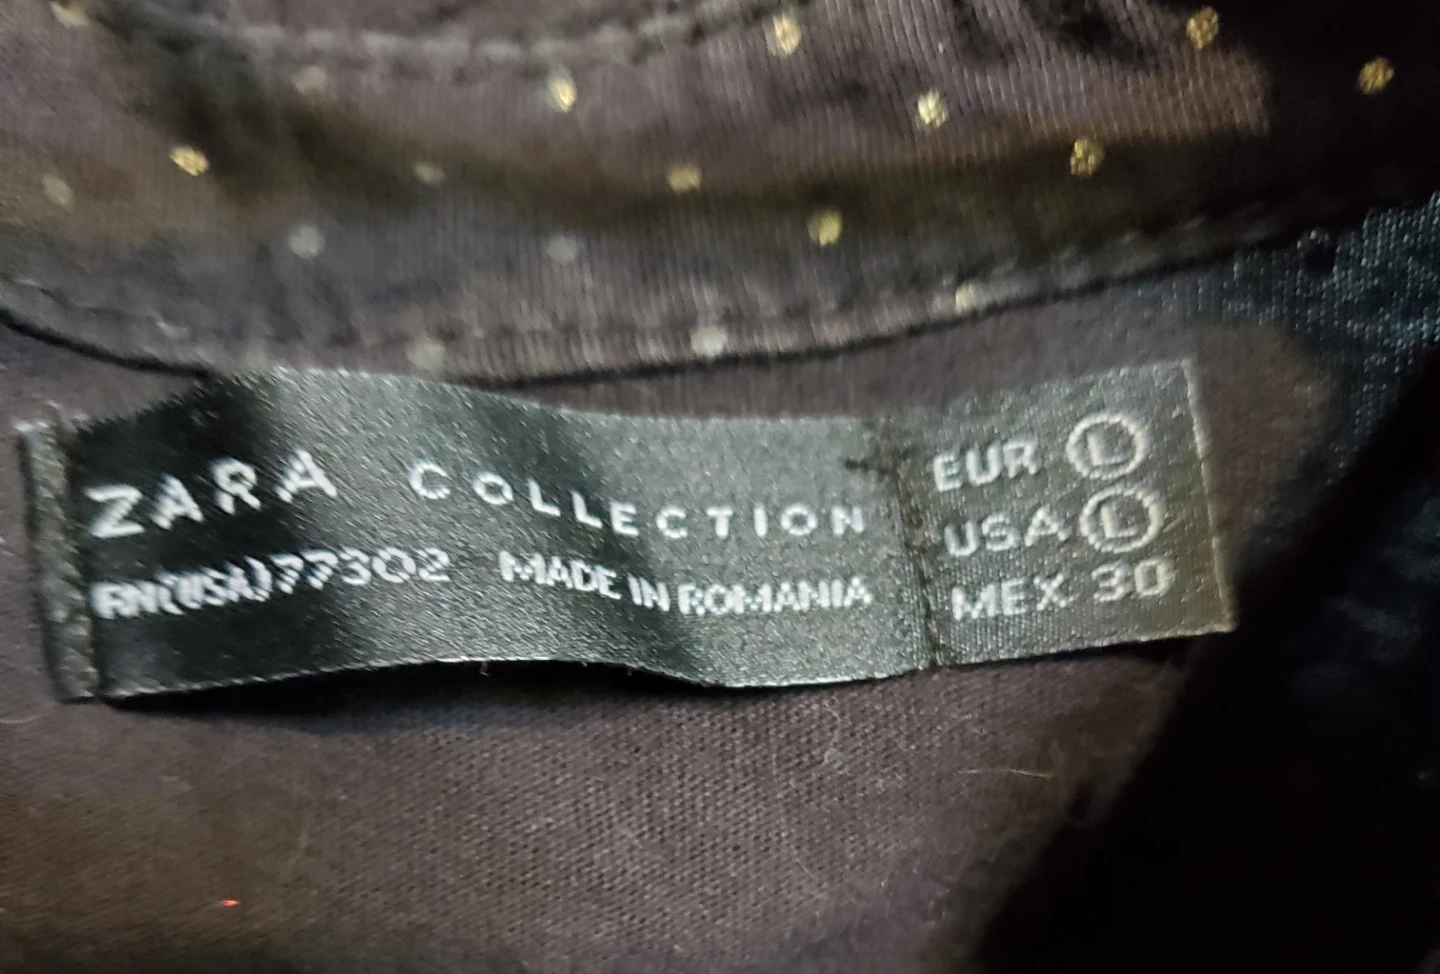 ZARA COLLECTION
RN(USA)77302 MADE IN ROMANIA
EUR L
USA L
MEX 30